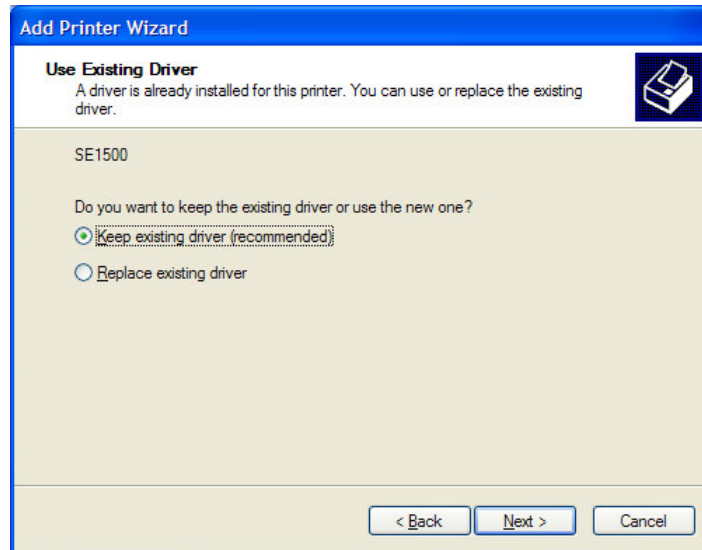 Add Printer Wizard
Use Existing Driver
A driver is already installed for this printer. You can use or replace the existing
driver.
SE1500
Do you want to keep the existing driver or use the new one?
Keep existing driver (recommended)
Replace existing driver
< Back Next > Cancel